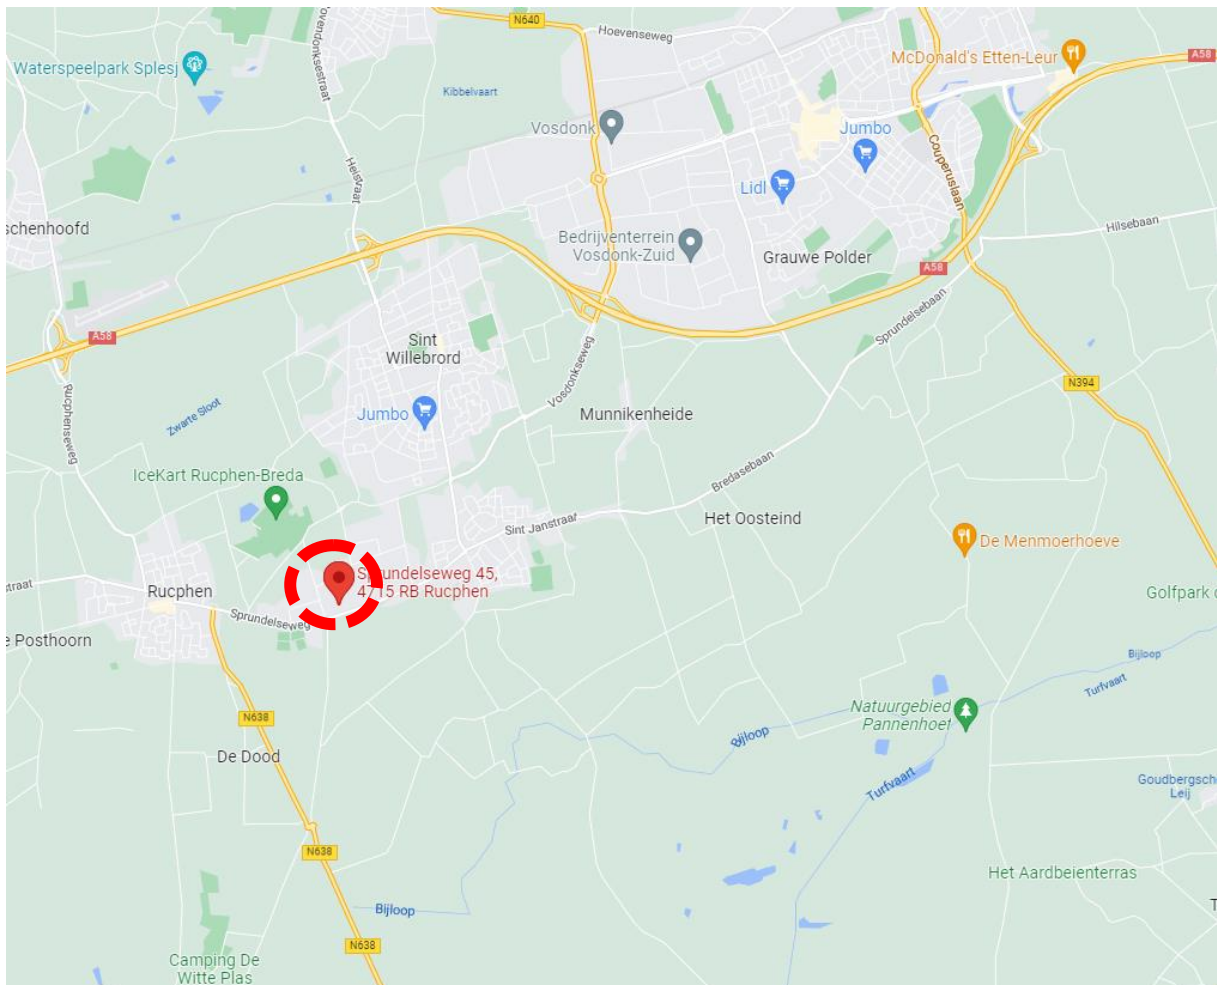 N640
Hoevenseweg
McDonald's Etten-Leur
A58
Waterspeelpark Splesj
Kibbelvaart
Vosdonk
Jumbo
Couperuslaan
Heistraat
Lidl
schenhoofd
Hilsebaan
Bedrijventerrein
Vosdonk-Zuid
Grauwe Polder
A58
Sprundelsebaan
A58
Sint
Willebrord
Vosdonkseweg
N394
Rucphenseweg
Zwarte Sloot
Jumbo
Munnikenheide
IceKart Rucphen-Breda
Bredasebaan
Sint Janstraat
Het Oosteind
De Menmoerhoeve
Sprundelseweg 45,
4715 RB Rucphen
traat
Rucphen
Golfpark
Sprundelseweg
e Posthoorn
Bijloop
Turfvaart
Natuurgebied
Pannenhoef
N638
Bijloop
De Dood
Turfvaart
Goudbergsch
Leij
N638
Het Aardbeienterras
T
Bijloop
N638
Camping De
Witte Plas